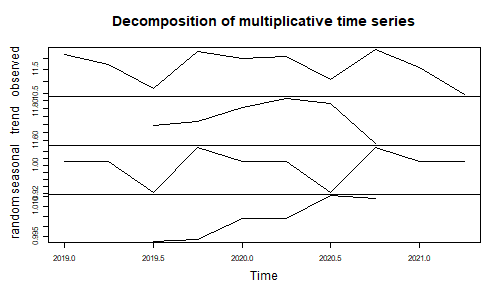 Decomposition of multiplicative time series
observed
11.5
10.5
trend
11.80
11.60
seasonal
1.00
0.92
random
1.010
0.995
2019.0 2019.5 2020.0 2020.5 2021.0
Time